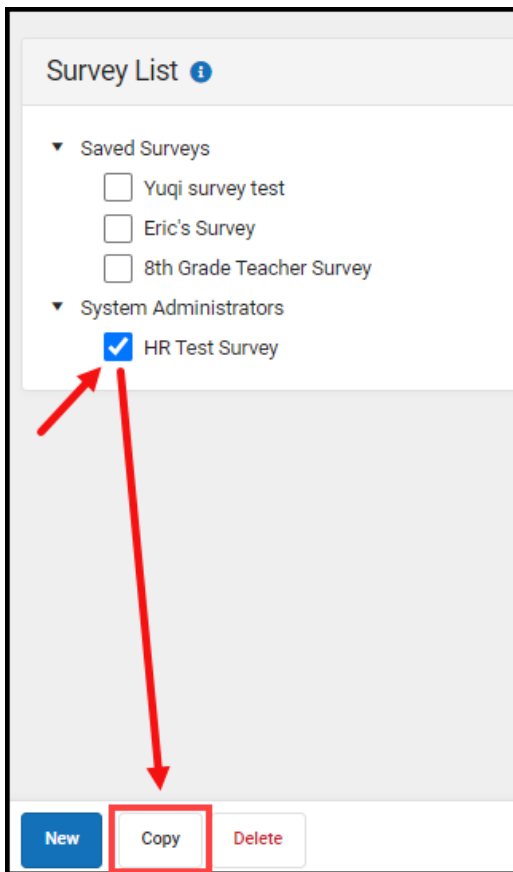 Survey List
Saved Surveys
Yuqi survey test
Eric's Survey
8th Grade Teacher Survey
System Administrators
HR Test Survey
New Copy Delete